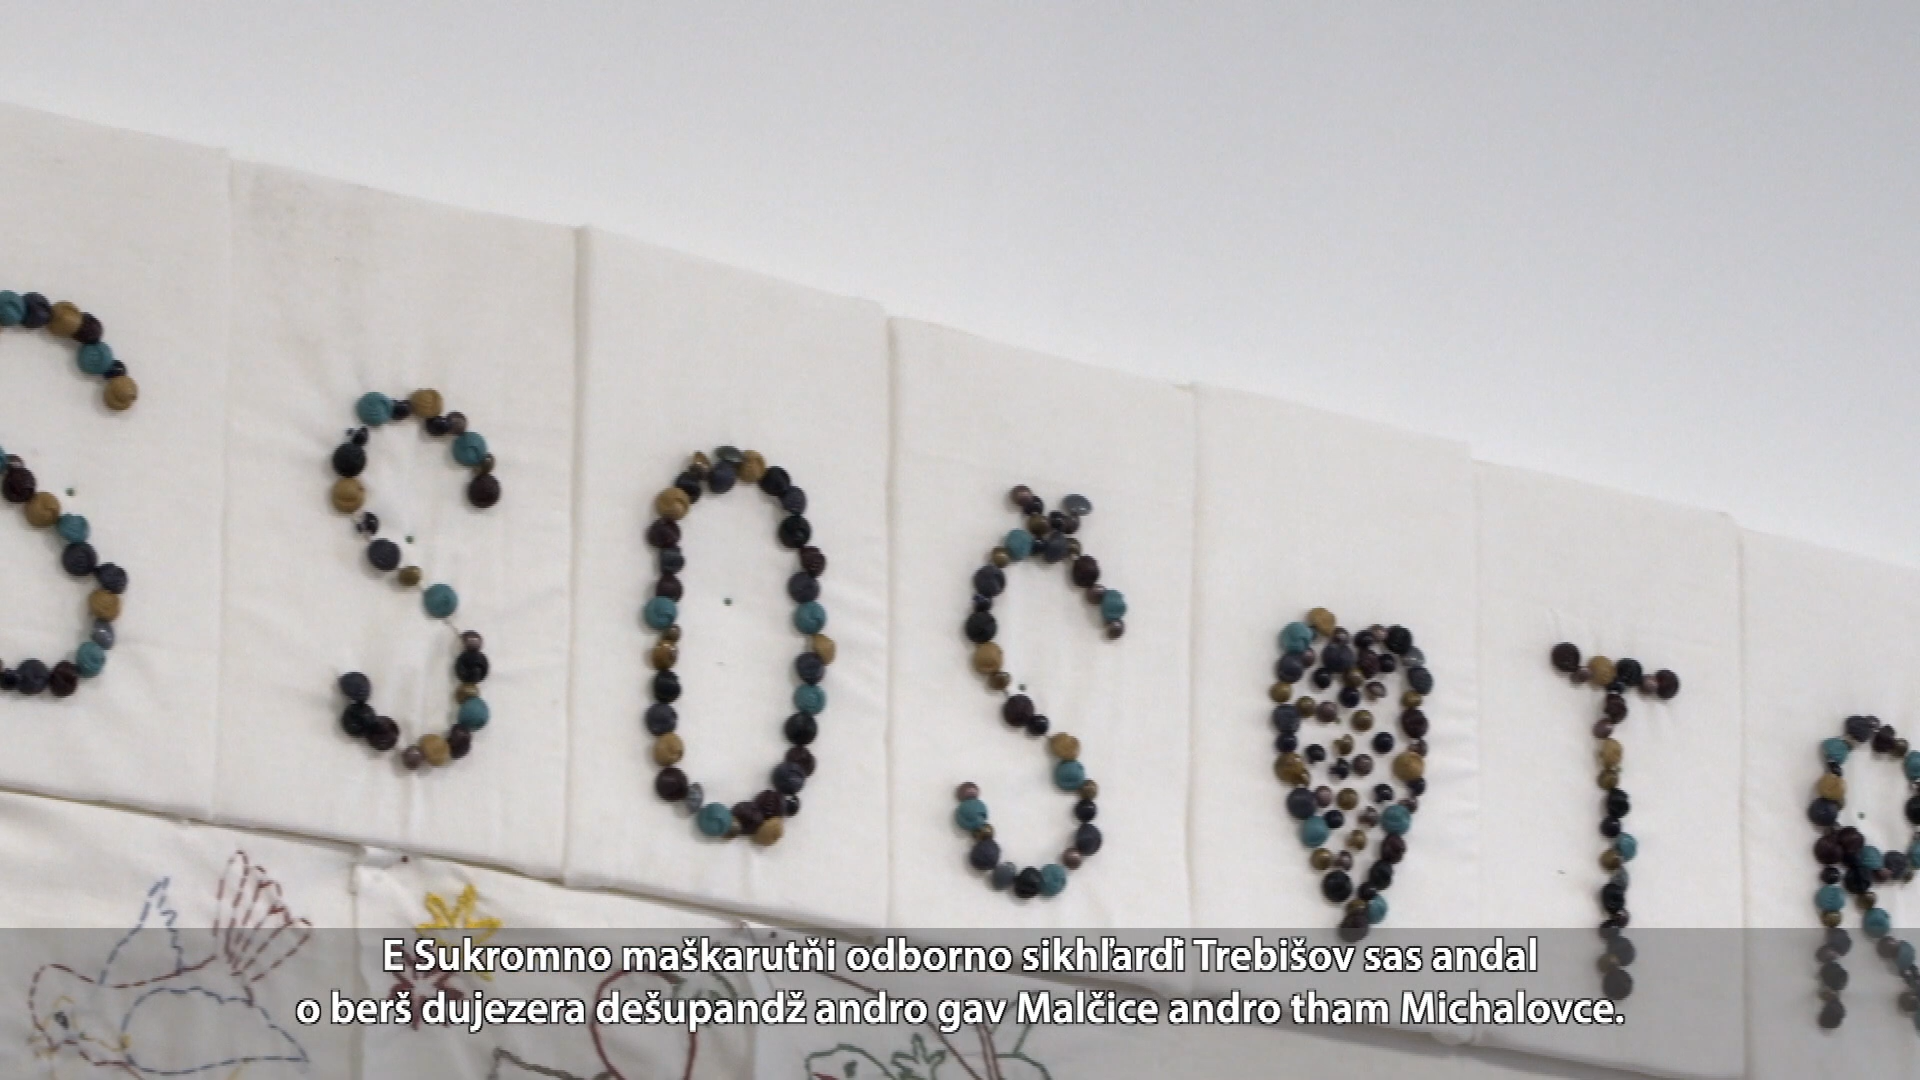 S S O Š T R
E Sukromno maškarutňi odborno sikhľarďi Trebišov sas andal
o berš dujezera dešupandž andro gav Malčice andro tham Michalovce.